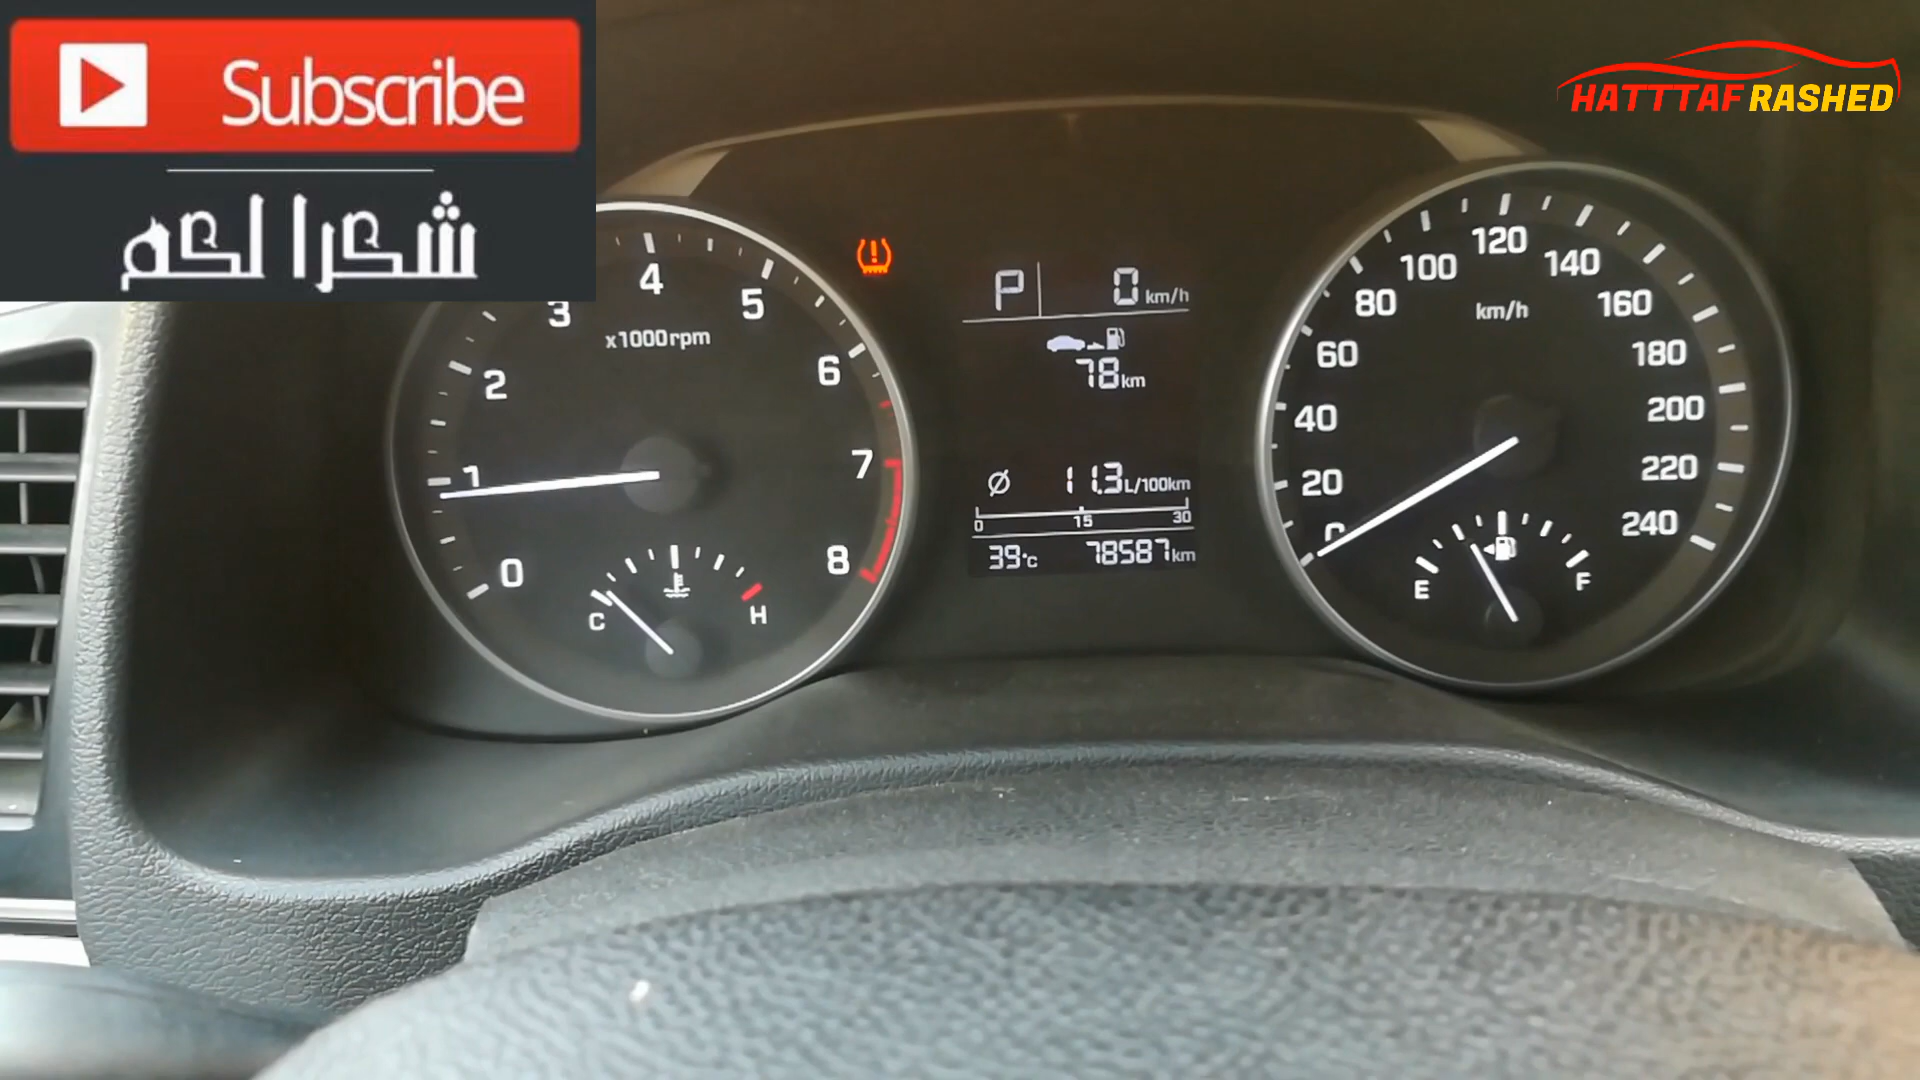 Subscribe
شكرا لكم
HATTTAF RASHED
P 0 km/h
78 km
Ø 11.3 L/100km
0 15 30
39°C 78587 km
0 1 2 3 4 5 6 7 8
x1000rpm
C H
0 20 40 60 80 100 120 140 160 180 200 220 240
km/h
E F